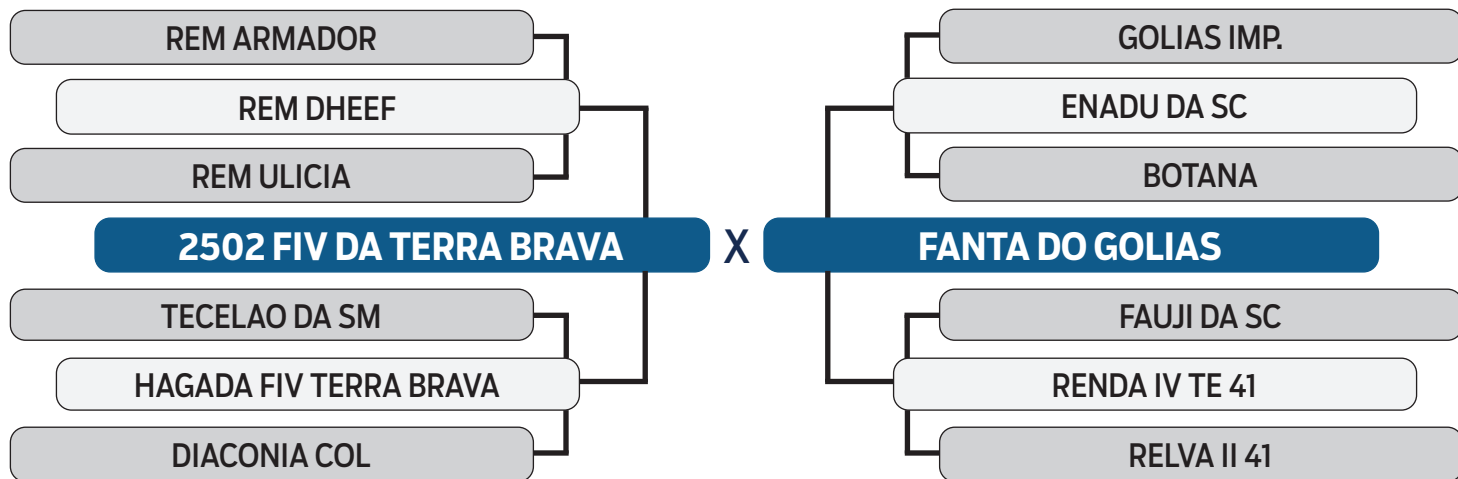 REM ARMADOR
REM DHEEF
REM ULICIA
2502 FIV DA TERRA BRAVA
TECELAO DA SM
HAGADA FIV TERRA BRAVA
DIACONIA COL
X
GOLIAS IMP.
ENADU DA SC
BOTANA
FANTA DO GOLIAS
FAUJI DA SC
RENDA IV TE 41
RELVA II 41